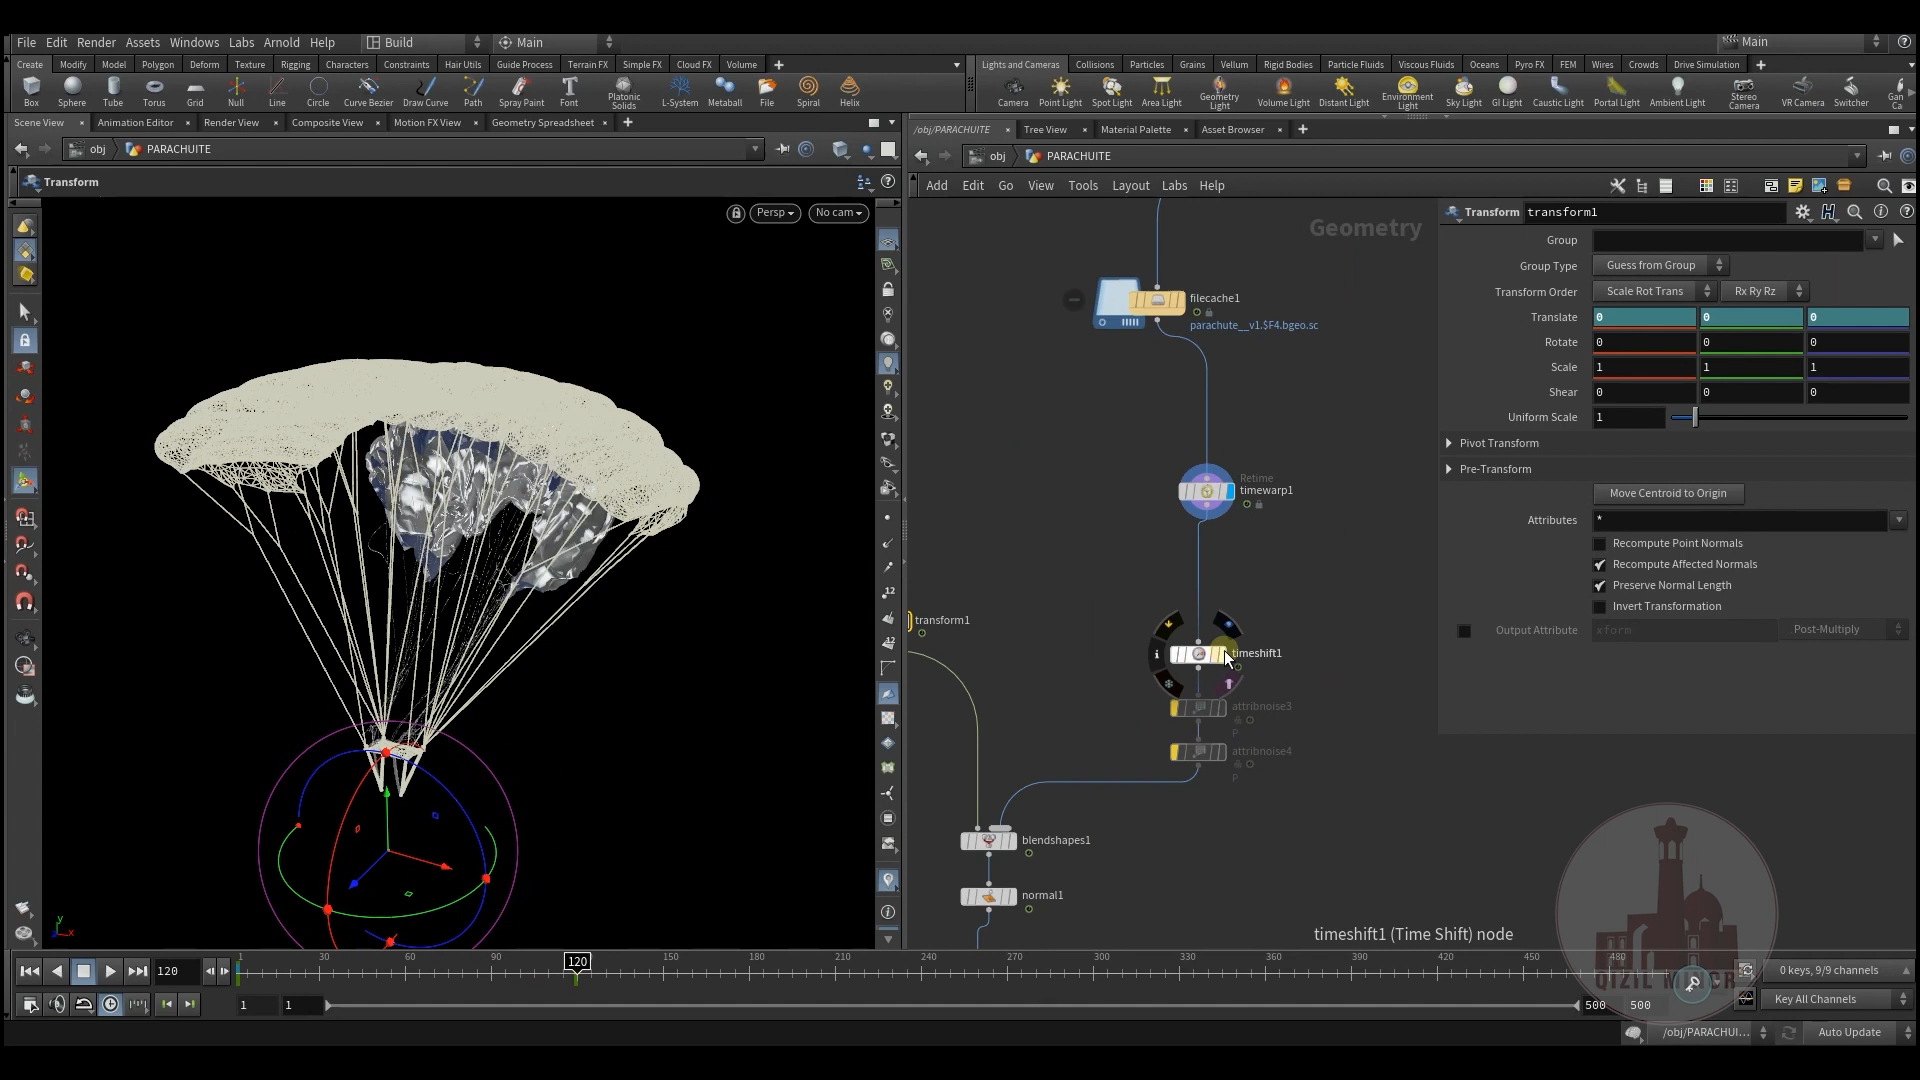 File Edit Render Assets Windows Labs Arnold Help Build Main Main
Create Modify Model Polygon Deform Texture Rigging Characters Constraints Hair Utils Guide Process Terrain FX Simple FX Cloud FX Volume
Box Sphere Tube Torus Grid Null Line Circle Curve Bezier Draw Curve Path Spray Paint Font Platonic Solids L-System Metaball File Spiral Helix
Lights and Cameras Collisions Particles Grains Vellum Rigid Bodies Particle Fluids Viscous Fluids Oceans Pyro FX FEM Wires Crowds Drive Simulation
Camera Point Light Spot Light Area Light Geometry Light Volume Light Distant Light Environment Light Sky Light GI Light Caustic Light Portal Light Ambient Light Stereo Camera VR Camera Switcher Gan Ca
Scene View Animation Editor Render View Composite View Motion FX View Geometry Spreadsheet
obj PARACHUITE
Transform
Persp No cam
12
12
y
x
/obj/PARACHUITE Tree View Material Palette Asset Browser
obj PARACHUITE
Add Edit Go View Tools Layout Labs Help
Geometry
filecache1
parachute__v1.$F4.bgeo.sc
Retime
timewarp1
transform1
timeshift1
attribnoise3
P
attribnoise4
P
blendshapes1
normal1
timeshift1 (Time Shift) node
Transform transform1
Group
Group Type Guess from Group
Transform Order Scale Rot Trans Rx Ry Rz
Translate 0 0 0
Rotate 0 0 0
Scale 1 1 1
Shear 0 0 0
Uniform Scale 1
Pivot Transform
Pre-Transform
Move Centroid to Origin
Attributes *
Recompute Point Normals
Recompute Affected Normals
Preserve Normal Length
Invert Transformation
Output Attribute xform Post-Multiply
120 1 30 60 90 120 150 180 210 240 270 300 330 360 390 420 450 480
0 keys, 9/9 channels
1 1 500 500
Key All Channels
/obj/PARACHUI... Auto Update